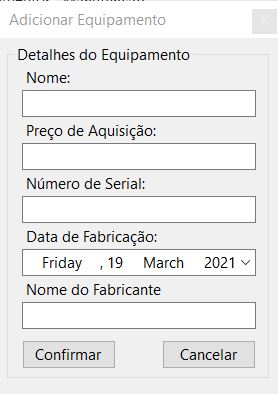 Adicionar Equipamento
Detalhes do Equipamento
Nome:
Preço de Aquisição:
Número de Serial:
Data de Fabricação:
Friday , 19 March 2021
Nome do Fabricante
Confirmar Cancelar